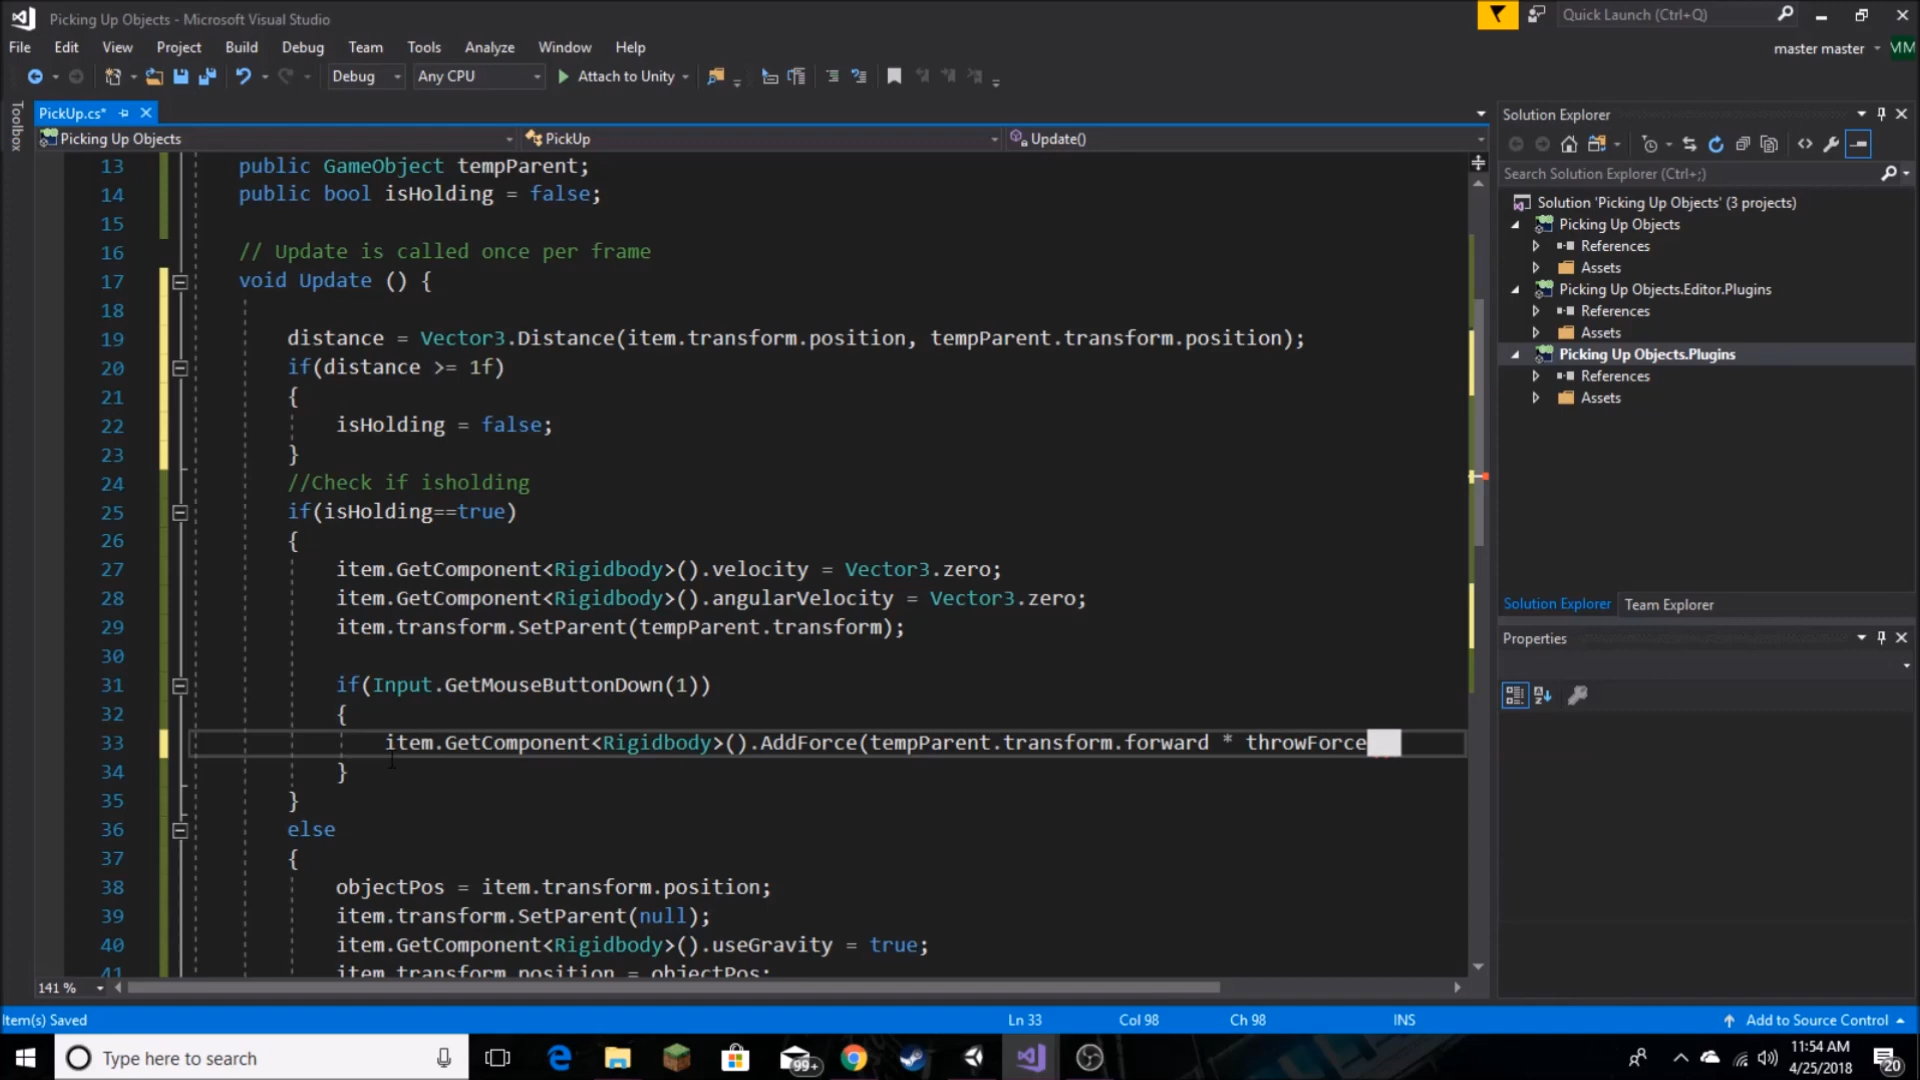 Picking Up Objects - Microsoft Visual Studio
Quick Launch (Ctrl+Q)
File Edit View Project Build Debug Team Tools Analyze Window Help
master master
MM
Debug Any CPU Attach to Unity
Toolbox
PickUp.cs*
Picking Up Objects PickUp Update()
13 public GameObject tempParent;
14 public bool isHolding = false;
15
16 // Update is called once per frame
17 void Update () {
18
19 distance = Vector3.Distance(item.transform.position, tempParent.transform.position);
20 if(distance >= 1f)
21 {
22 isHolding = false;
23 }
24 //Check if isholding
25 if(isHolding==true)
26 {
27 item.GetComponent<Rigidbody>().velocity = Vector3.zero;
28 item.GetComponent<Rigidbody>().angularVelocity = Vector3.zero;
29 item.transform.SetParent(tempParent.transform);
30
31 if(Input.GetMouseButtonDown(1))
32 {
33 item.GetComponent<Rigidbody>().AddForce(tempParent.transform.forward * throwForce
34 }
35 }
36 else
37 {
38 objectPos = item.transform.position;
39 item.transform.SetParent(null);
40 item.GetComponent<Rigidbody>().useGravity = true;
41 item.transform.position = objectPos;
141 %
Solution Explorer
Search Solution Explorer (Ctrl+;)
Solution 'Picking Up Objects' (3 projects)
Picking Up Objects
References
Assets
Picking Up Objects.Editor.Plugins
References
Assets
Picking Up Objects.Plugins
References
Assets
Solution Explorer Team Explorer
Properties
Item(s) Saved Ln 33 Col 98 Ch 98 INS Add to Source Control
Type here to search
99+
11:54 AM
4/25/2018
20